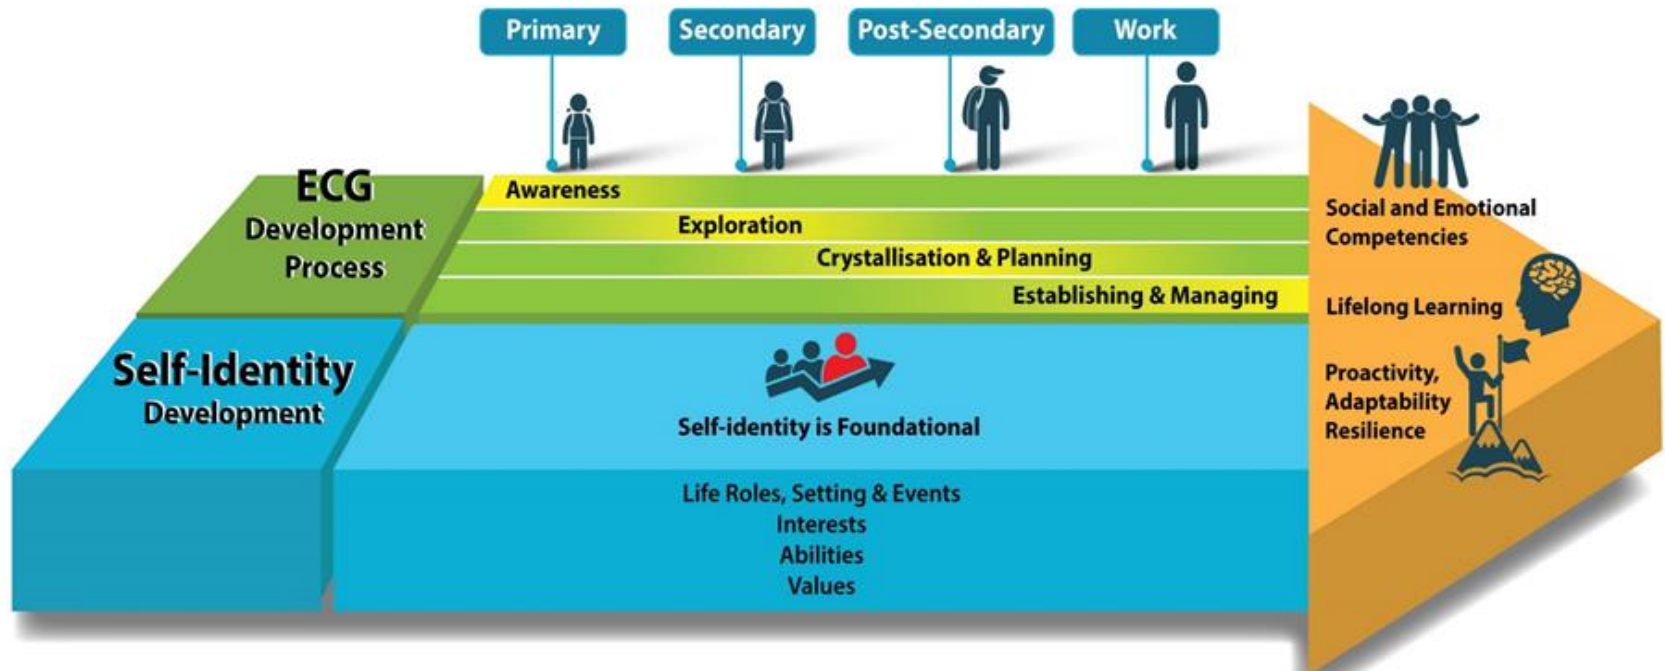 Primary
Secondary
Post-Secondary
Work
ECG
Development
Process
Awareness
Exploration
Crystallisation & Planning
Establishing & Managing
Self-Identity
Development
Self-identity is Foundational
Life Roles, Setting & Events
Interests
Abilities
Values
Social and Emotional
Competencies
Lifelong Learning
Proactivity,
Adaptability
Resilience